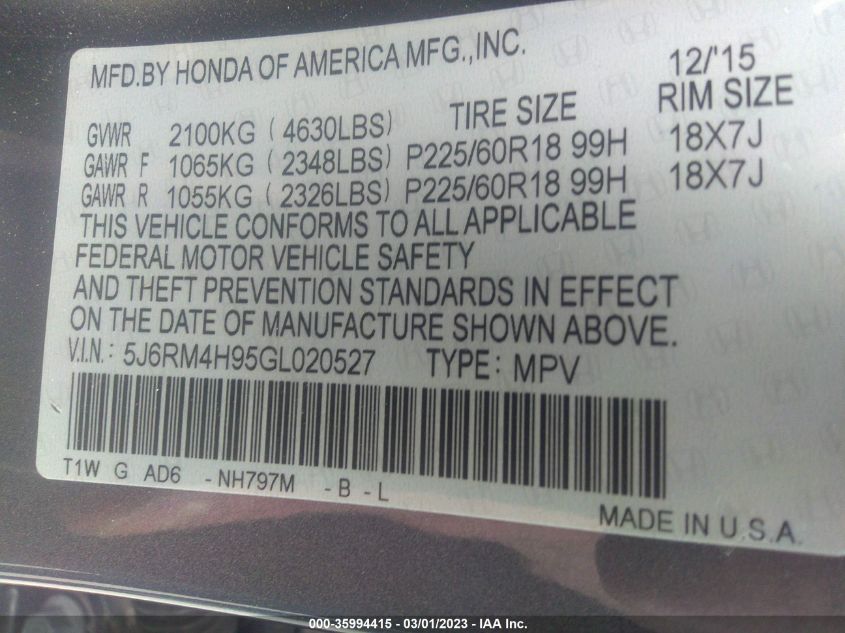 MFD.BY HONDA OF AMERICA MFG.,INC. 12/'15
TIRE SIZE RIM SIZE
GVWR 2100KG ( 4630LBS)
GAWR F 1065KG ( 2348LBS) P225/60R18 99H 18X7J
GAWR R 1055KG ( 2326LBS) P225/60R18 99H 18X7J
THIS VEHICLE CONFORMS TO ALL APPLICABLE
FEDERAL MOTOR VEHICLE SAFETY
AND THEFT PREVENTION STANDARDS IN EFFECT
ON THE DATE OF MANUFACTURE SHOWN ABOVE.
V.I.N.: 5J6RM4H95GL020527 TYPE: MPV
T1W G AD6 - NH797M - B - L
MADE IN U.S.A.
000-35994415 - 03/01/2023 - IAA Inc.